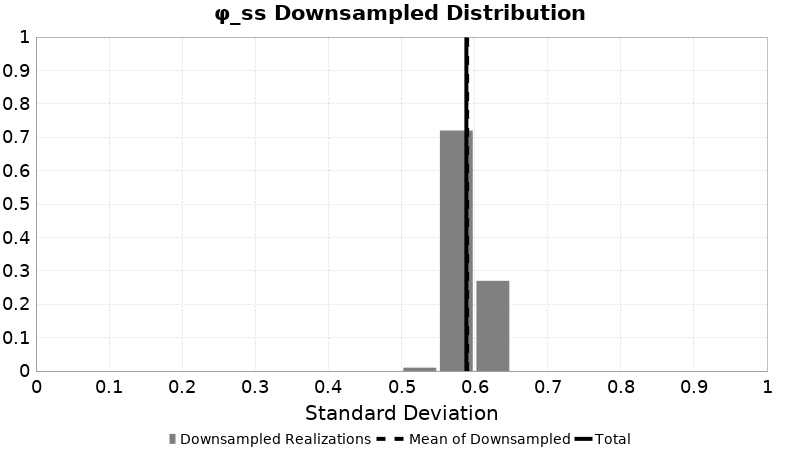 φ_ss Downsampled Distribution
1
0.9
0.8
0.7
0.6
0.5
0.4
0.3
0.2
0.1
0
0 0.1 0.2 0.3 0.4 0.5 0.6 0.7 0.8 0.9 1
Standard Deviation
Downsampled Realizations Mean of Downsampled Total